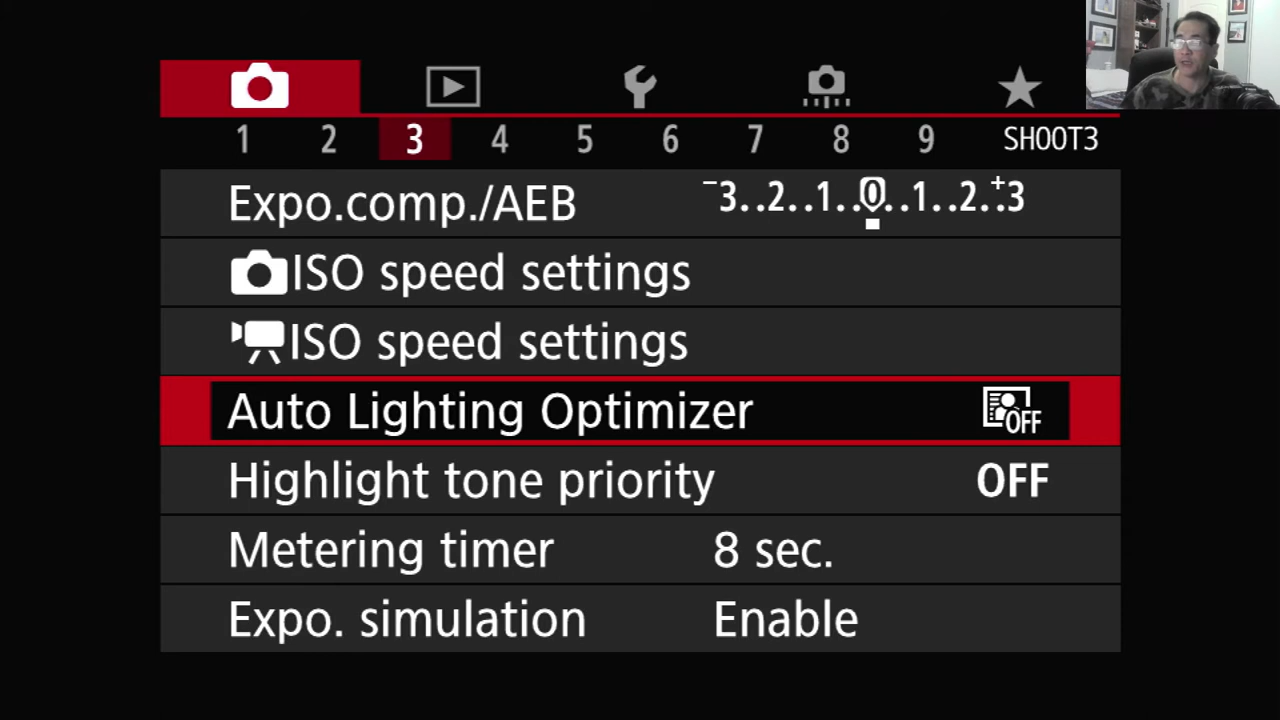 1 2 3 4 5 6 7 8 9 SHOOT3
Expo.comp./AEB -3..2..1..0..1..2..+3
ISO speed settings
ISO speed settings
Auto Lighting Optimizer OFF
Highlight tone priority OFF
Metering timer 8 sec.
Expo. simulation Enable